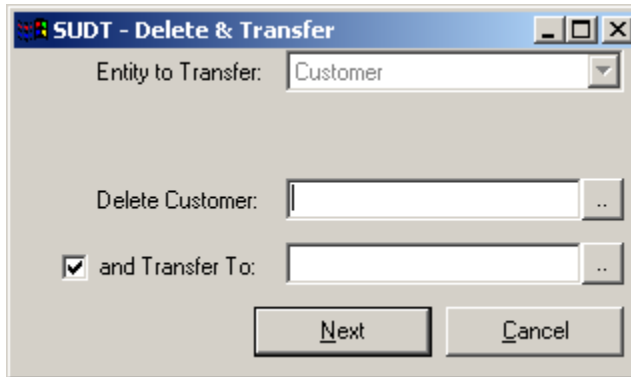 SUDT - Delete & Transfer
Entity to Transfer: Customer
Delete Customer: ..
and Transfer To: ..
Next Cancel